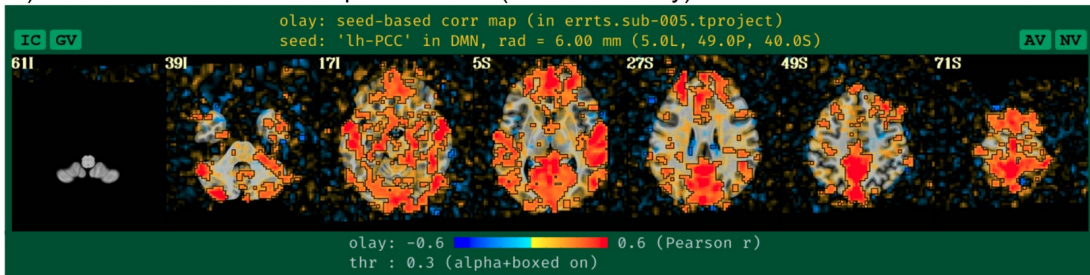 olay: seed-based corr map (in errts.sub-005.tproject)
seed: 'lh-PCC' in DMN, rad = 6.00 mm (5.0L, 49.0P, 40.0S)
IC GV AV NV
61I 39I 17I 5S 27S 49S 71S
olay: -0.6 0.6 (Pearson r)
thr : 0.3 (alpha+boxed on)